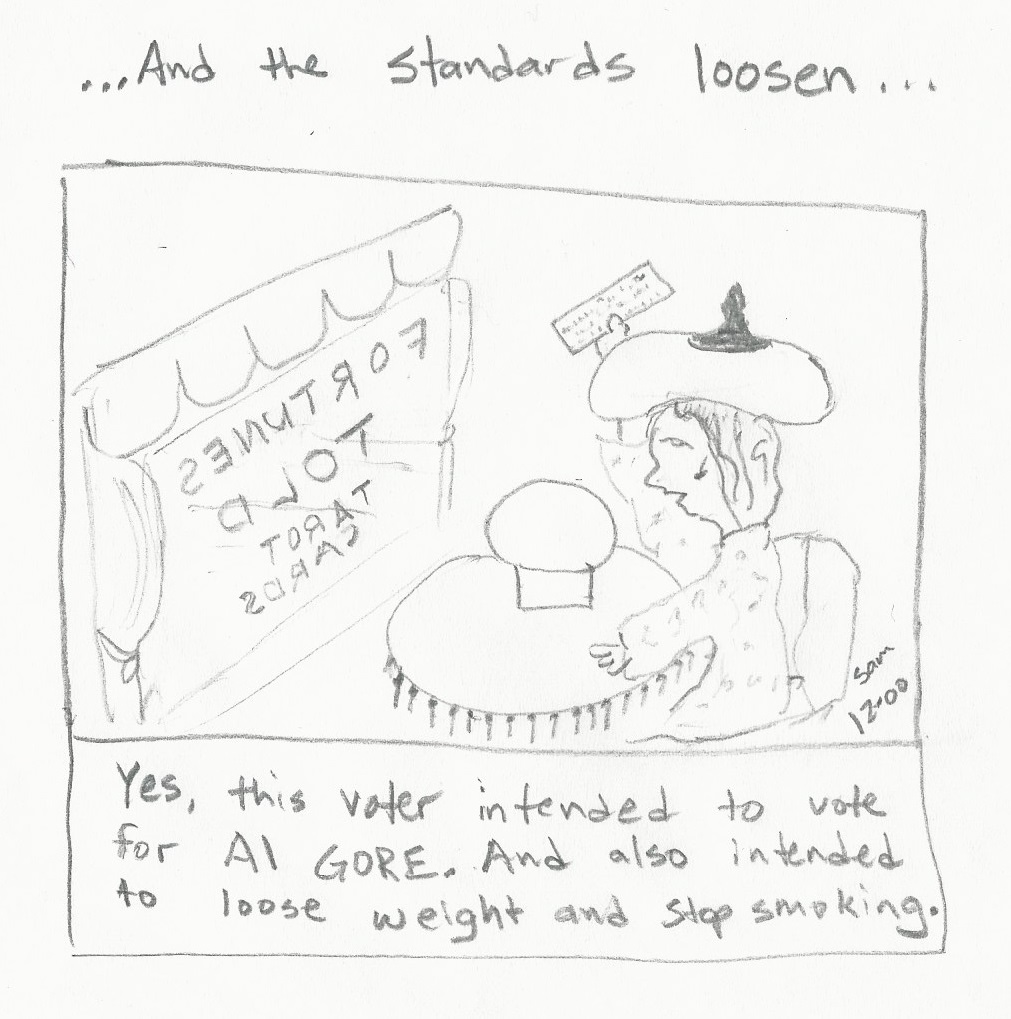 ...And the standards loosen...
FORTUNES
TOLD
TAROT
CARDS
sam
12-00
Yes, this voter intended to vote
for Al GORE. And also intended
to loose weight and stop smoking.